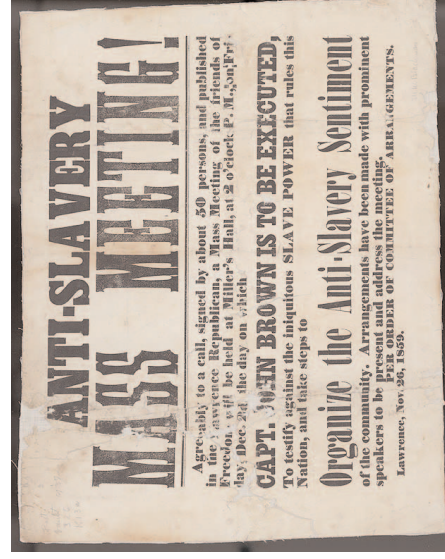 ANTI-SLAVERY
MASS MEETING!
Agreeably to a call, signed by about 50 persons, and published
in the Lawrence Republican, a Mass Meeting of the friends of
Freedom will be held at Miller's Hall, at 2 o'clock P. M., on Fri-
day, Dec. 2d, the day on which
CAPT. JOHN BROWN IS TO BE EXECUTED,
To testify against the iniquitous SLAVE POWER that rules this
Nation, and take steps to
Organize the Anti-Slavery Sentiment
of the community. Arrangements have been made with prominent
speakers to be present and address the meeting.
PER ORDER OF COMMITTEE OF ARRANGEMENTS.
Lawrence, Nov. 26, 1859.